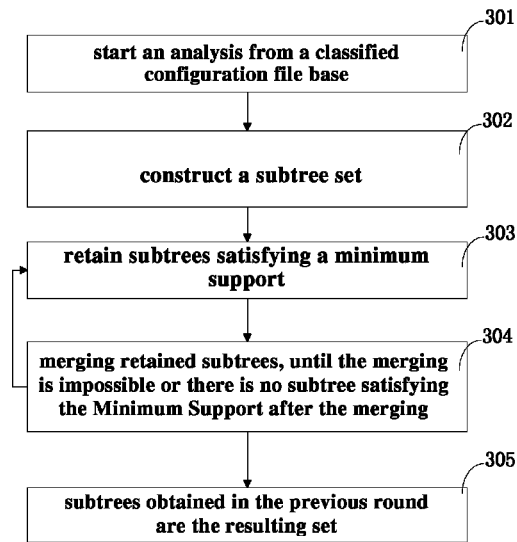 301
start an analysis from a classified
configuration file base
302
construct a subtree set
303
retain subtrees satisfying a minimum
support
304
merging retained subtrees, until the merging
is impossible or there is no subtree satisfying
the Minimum Support after the merging
305
subtrees obtained in the previous round
are the resulting set